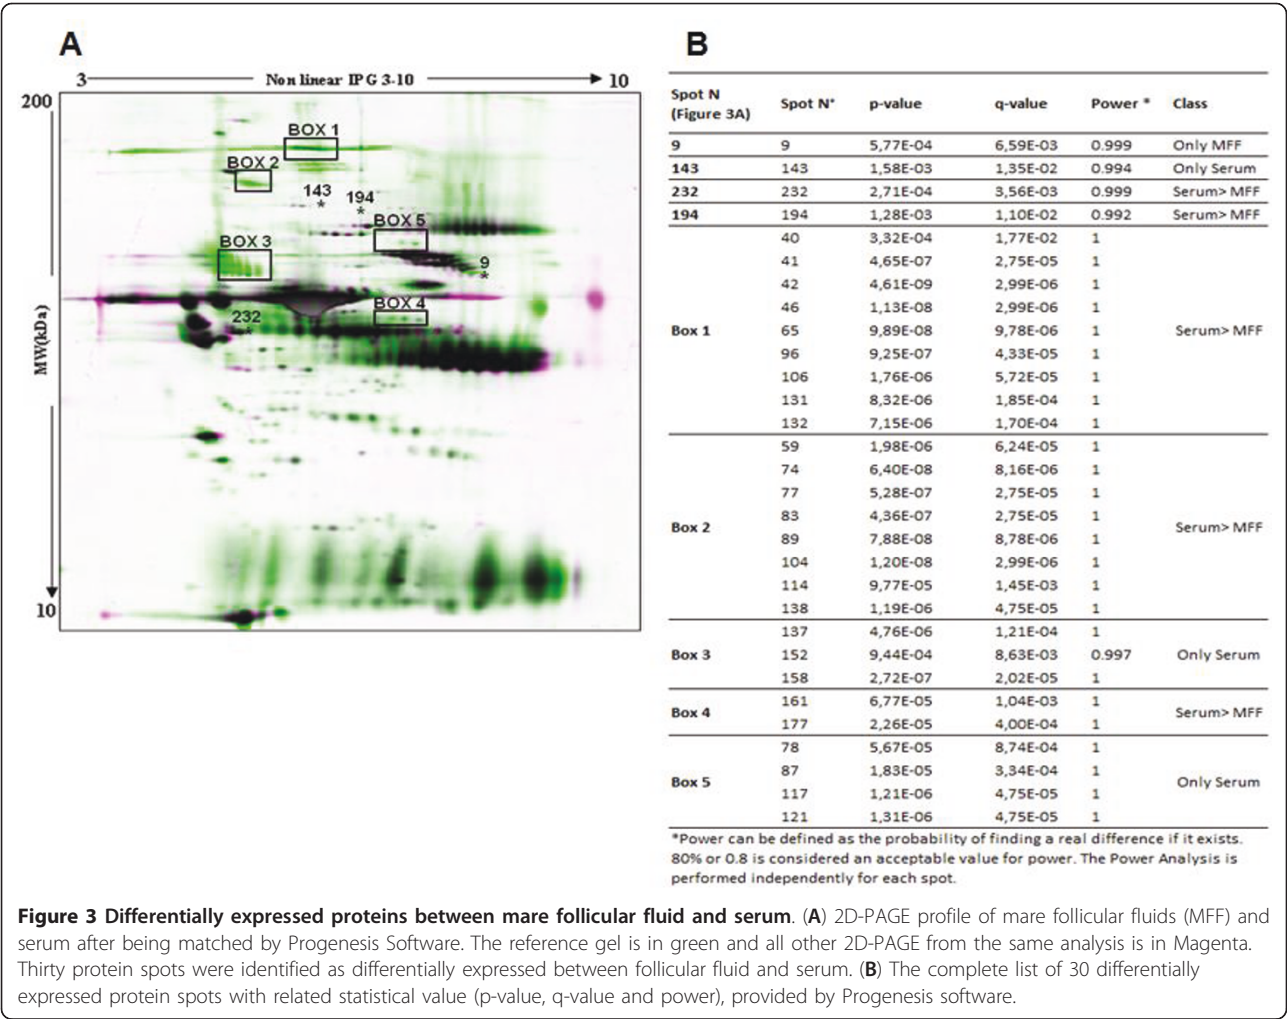 A
3 Non linear IPG 3-10 10
200
BOX 1
BOX 2
143
*
194
*
BOX 5
BOX 3
9
*
BOX 4
232
*
MW(kDa)
10
B
Spot N (Figure 3A) Spot N* p-value q-value Power * Class
9 9 5,77E-04 6,59E-03 0.999 Only MFF
143 143 1,58E-03 1,35E-02 0.994 Only Serum
232 232 2,71E-04 3,56E-03 0.999 Serum> MFF
194 194 1,28E-03 1,10E-02 0.992 Serum> MFF
40 3,32E-04 1,77E-02 1
41 4,65E-07 2,75E-05 1
42 4,61E-09 2,99E-06 1
46 1,13E-08 2,99E-06 1
Box 1 65 9,89E-08 9,78E-06 1 Serum> MFF
96 9,25E-07 4,33E-05 1
106 1,76E-06 5,72E-05 1
131 8,32E-06 1,85E-04 1
132 7,15E-06 1,70E-04 1
59 1,98E-06 6,24E-05 1
74 6,40E-08 8,16E-06 1
77 5,28E-07 2,75E-05 1
83 4,36E-07 2,75E-05 1
Box 2 Serum> MFF
89 7,88E-08 8,78E-06 1
104 1,20E-08 2,99E-06 1
114 9,77E-05 1,45E-03 1
138 1,19E-06 4,75E-05 1
137 4,76E-06 1,21E-04 1
Box 3 152 9,44E-04 8,63E-03 0.997 Only Serum
158 2,72E-07 2,02E-05 1
161 6,77E-05 1,04E-03 1
Box 4 Serum> MFF
177 2,26E-05 4,00E-04 1
78 5,67E-05 8,74E-04 1
87 1,83E-05 3,34E-04 1
Box 5 Only Serum
117 1,21E-06 4,75E-05 1
121 1,31E-06 4,75E-05 1
*Power can be defined as the probability of finding a real difference if it exists.
80% or 0.8 is considered an acceptable value for power. The Power Analysis is
performed independently for each spot.
Figure 3 Differentially expressed proteins between mare follicular fluid and serum. (A) 2D-PAGE profile of mare follicular fluids (MFF) and
serum after being matched by Progenesis Software. The reference gel is in green and all other 2D-PAGE from the same analysis is in Magenta.
Thirty protein spots were identified as differentially expressed between follicular fluid and serum. (B) The complete list of 30 differentially
expressed protein spots with related statistical value (p-value, q-value and power), provided by Progenesis software.